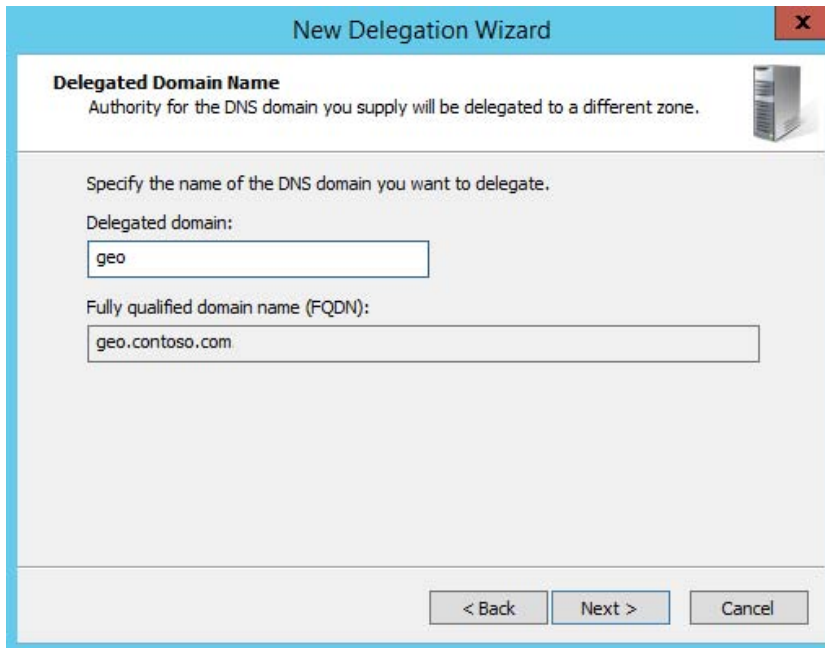 New Delegation Wizard
x
Delegated Domain Name
Authority for the DNS domain you supply will be delegated to a different zone.
Specify the name of the DNS domain you want to delegate.
Delegated domain:
geo
Fully qualified domain name (FQDN):
geo.contoso.com
< Back Next > Cancel